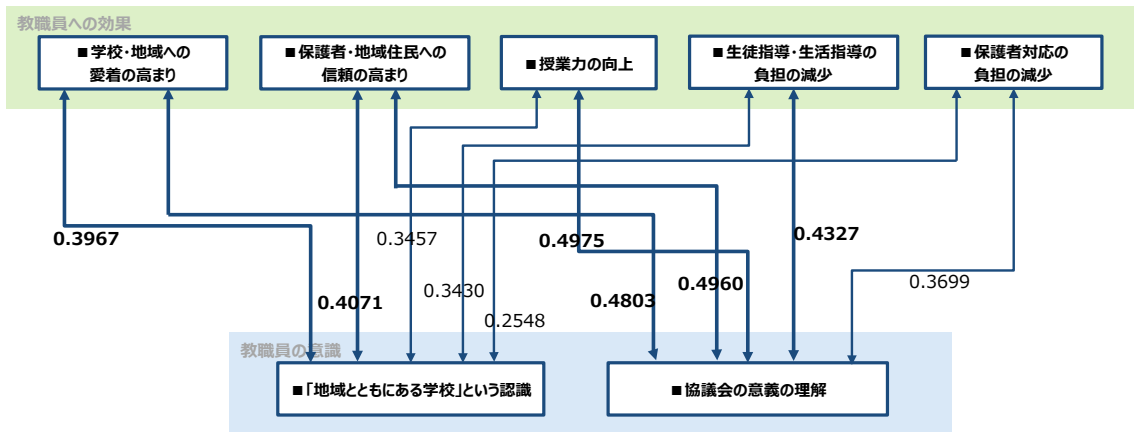 教職員への効果
■学校・地域への
愛着の高まり
■保護者・地域住民への
信頼の高まり
■授業力の向上
■生徒指導・生活指導の
負担の減少
■保護者対応の
負担の減少
0.3967
0.3457
0.4975
0.4327
0.4071
0.3430
0.2548
0.4803
0.4960
0.3699
教職員の意識
■「地域とともにある学校」という認識
■協議会の意義の理解